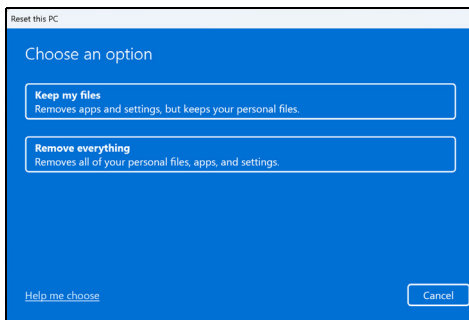 Reset this PC
Choose an option
Keep my files
Removes apps and settings, but keeps your personal files.
Remove everything
Removes all of your personal files, apps, and settings.
Help me choose
Cancel